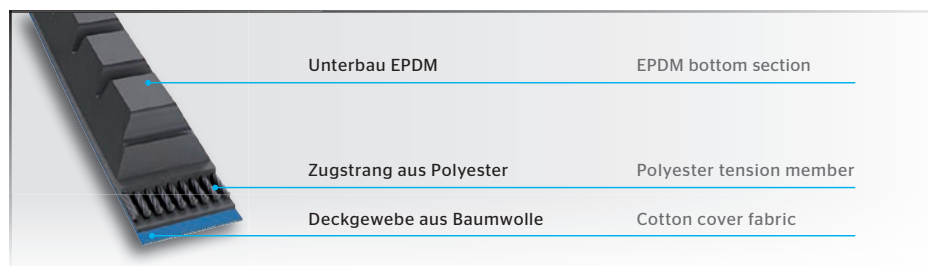 Unterbau EPDM EPDM bottom section
Zugstrang aus Polyester Polyester tension member
Deckgewebe aus Baumwolle Cotton cover fabric